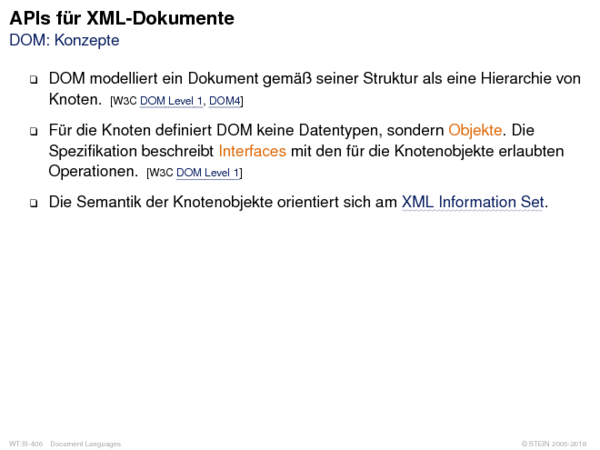 APIs für XML-Dokumente
DOM: Konzepte
❑ DOM modelliert ein Dokument gemäß seiner Struktur als eine Hierarchie von
Knoten. [W3C DOM Level 1, DOM4]
❑ Für die Knoten definiert DOM keine Datentypen, sondern Objekte. Die
Spezifikation beschreibt Interfaces mit den für die Knotenobjekte erlaubten
Operationen. [W3C DOM Level 1]
❑ Die Semantik der Knotenobjekte orientiert sich am XML Information Set.
WT:III-406 Document Languages © STEIN 2005-2018